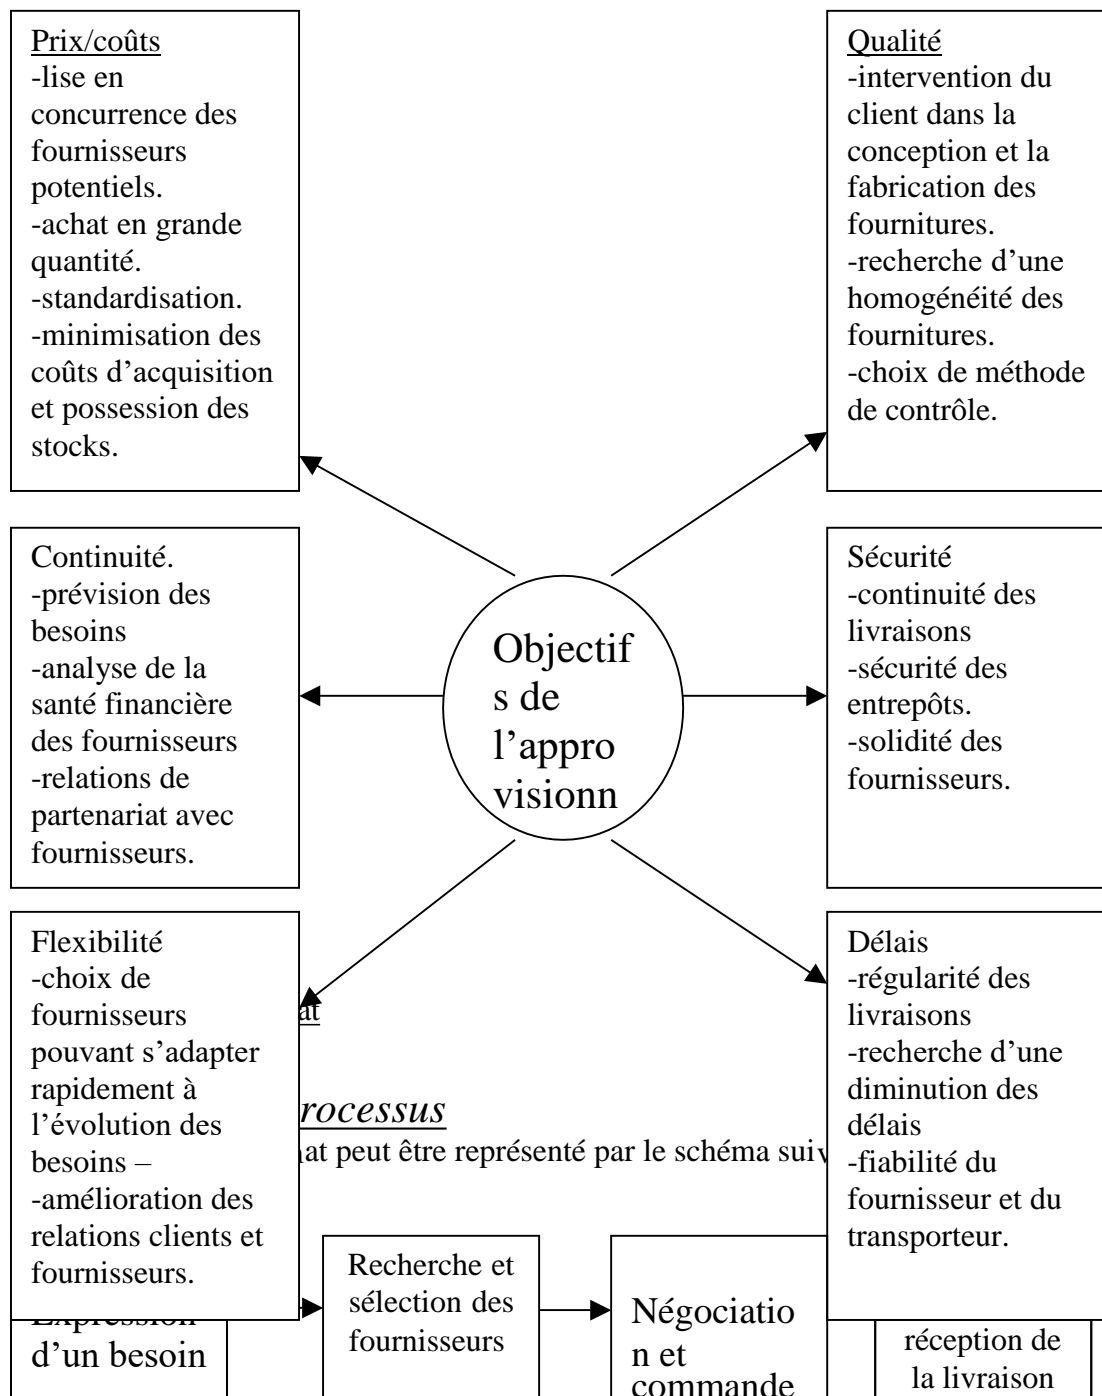 Prix/coûts
-lise en
concurrence des
fournisseurs
potentiels.
-achat en grande
quantité.
-standardisation.
-minimisation des
coûts d’acquisition
et possession des
stocks.
Qualité
-intervention du
client dans la
conception et la
fabrication des
fournitures.
-recherche d’une
homogénéité des
fournitures.
-choix de méthode
de contrôle.
Continuité.
-prévision des
besoins
-analyse de la
santé financière
des fournisseurs
-relations de
partenariat avec
fournisseurs.
Objectif
s de
l’appro
visionn
Sécurité
-continuité des
livraisons
-sécurité des
entrepôts.
-solidité des
fournisseurs.
Flexibilité
-choix de
fournisseurs
pouvant s’adapter
rapidement à
l’évolution des
besoins –
-amélioration des
relations clients et
fournisseurs.
Délais
-régularité des
livraisons
-recherche d’une
diminution des
délais
-fiabilité du
fournisseur et du
transporteur.
at
rocessus
at peut être représenté par le schéma suiv
Expression
d’un besoin
Recherche et
sélection des
fournisseurs
Négociatio
n et
commande
réception de
la livraison